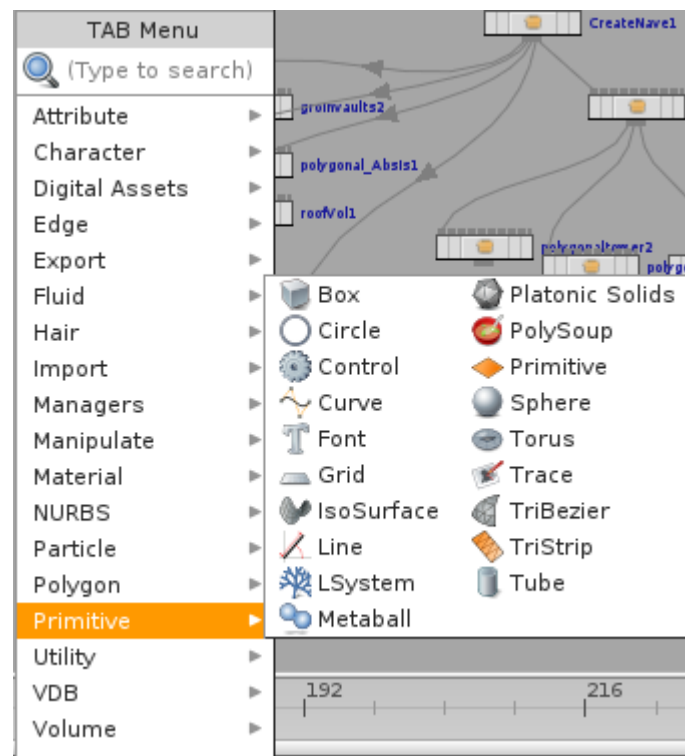 TAB Menu
(Type to search)
Attribute
Character
Digital Assets
Edge
Export
Fluid
Hair
Import
Managers
Manipulate
Material
NURBS
Particle
Polygon
Primitive
Utility
VDB
Volume
CreateNave1
groinvaults2
polygonal_Absis1
roofVol1
polygonaltower2
Box
Circle
Control
Curve
Font
Grid
IsoSurface
Line
LSystem
Metaball
Platonic Solids
PolySoup
Primitive
Sphere
Torus
Trace
TriBezier
TriStrip
Tube
192
216